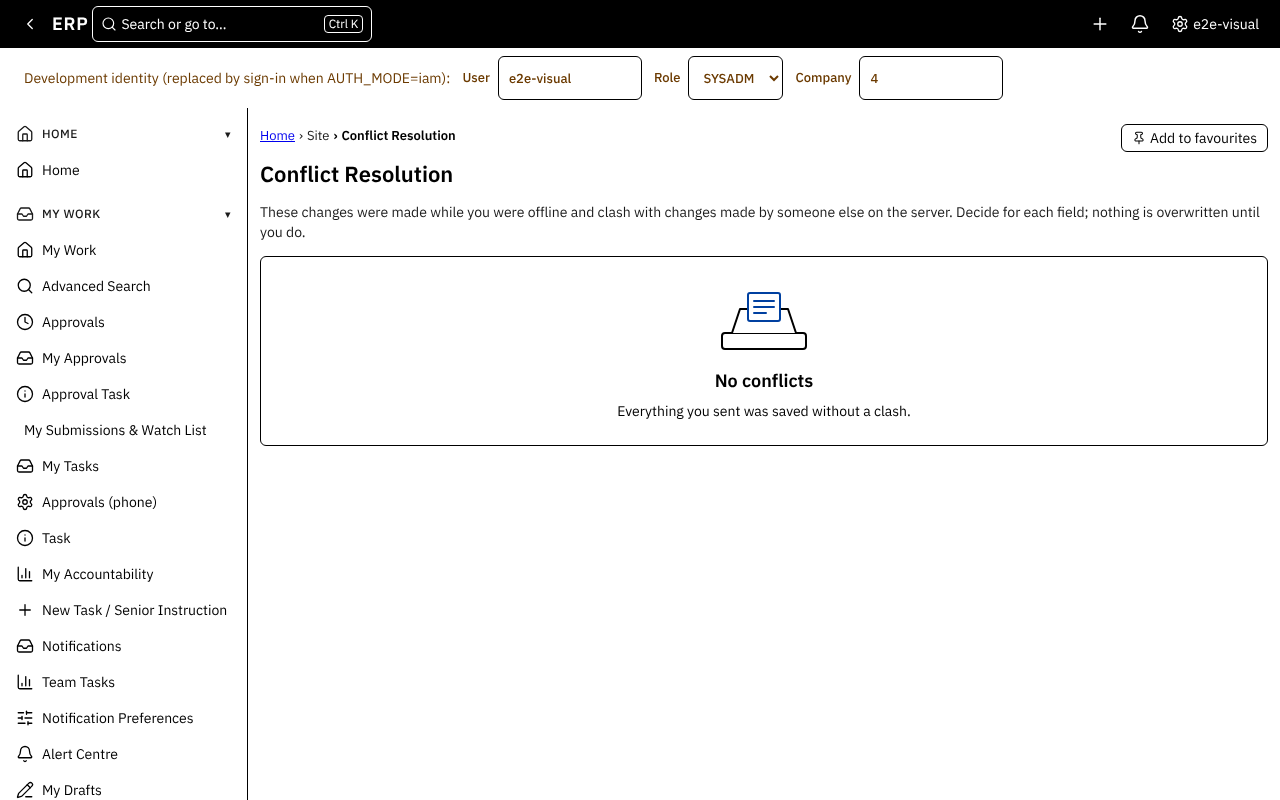 ERP
Search or go to...
Ctrl K
e2e-visual
Development identity (replaced by sign-in when AUTH_MODE=iam):
User
e2e-visual
Role
SYSADM
Company
4
HOME
Home
MY WORK
My Work
Advanced Search
Approvals
My Approvals
Approval Task
My Submissions & Watch List
My Tasks
Approvals (phone)
Task
My Accountability
New Task / Senior Instruction
Notifications
Team Tasks
Notification Preferences
Alert Centre
My Drafts
Home › Site › Conflict Resolution
Add to favourites
Conflict Resolution
These changes were made while you were offline and clash with changes made by someone else on the server. Decide for each field; nothing is overwritten until
you do.
No conflicts
Everything you sent was saved without a clash.